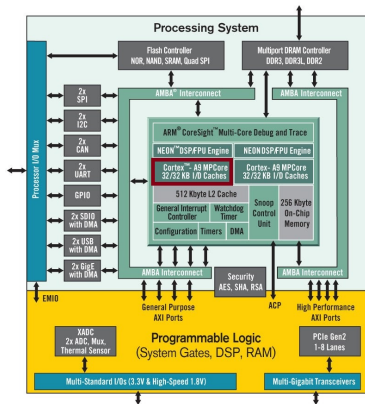 Processing System
Flash Controller
NOR, NAND, SRAM, Quad SPI
Multiport DRAM Controller
DDR3, DDR3L, DDR2
Processor I/O Mux
2x
SPI
2x
I2C
2x
CAN
2x
UART
GPIO
2x SDIO
with DMA
2x USB
with DMA
2x GigE
with DMA
EMIO
AMBA® Interconnect
AMBA Interconnect
ARM® CoreSight™ Multi-Core Debug and Trace
NEON™DSP/FPU Engine
NEONDSP/FPU Engine
Cortex™- A9 MPCore
32/32 KB I/D Caches
Cortex- A9 MPCore
32/32 KB I/D Caches
512 Kbyte L2 Cache
General Interrupt
Controller
Watchdog
Timer
Configuration
Timers
DMA
Snoop
Control
Unit
256 Kbyte
On-Chip
Memory
AMBA Interconnect
Security
AES, SHA, RSA
AMBA Interconnect
General Purpose
AXI Ports
ACP
High Performance
AXI Ports
XADC
2x ADC, Mux,
Thermal Sensor
Programmable Logic
(System Gates, DSP, RAM)
PCIe Gen2
1-8 Lanes
Multi-Standard I/Os (3.3V & High-Speed 1.8V)
Multi-Gigabit Transceivers